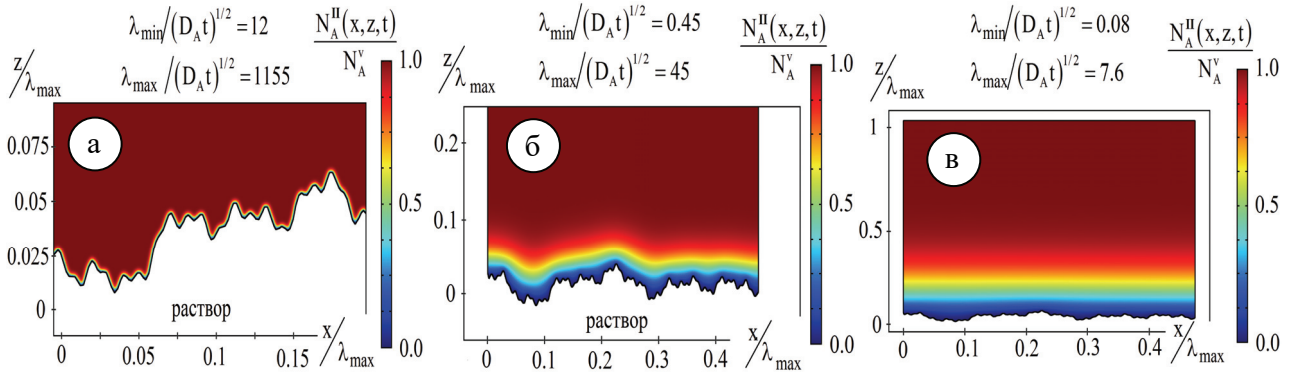 λmin/(DAt)1/2 = 12
λmax/(DAt)1/2 = 1155
NAII(x,z,t)
NAv
z/λmax
0.075
0.05
0.025
0
а
раствор
0
0.05
0.1
0.15
x/λmax
1.0
0.5
0.0
λmin/(DAt)1/2 = 0.45
λmax/(DAt)1/2 = 45
NAII(x,z,t)
NAv
z/λmax
0.2
0.1
0
б
раствор
0
0.1
0.2
0.3
0.4
x/λmax
1.0
0.5
0.0
λmin/(DAt)1/2 = 0.08
λmax/(DAt)1/2 = 7.6
NAII(x,z,t)
NAv
z/λmax
1
0.5
0
в
0
0.1
0.2
0.3
0.4
x/λmax
1.0
0.5
0.0